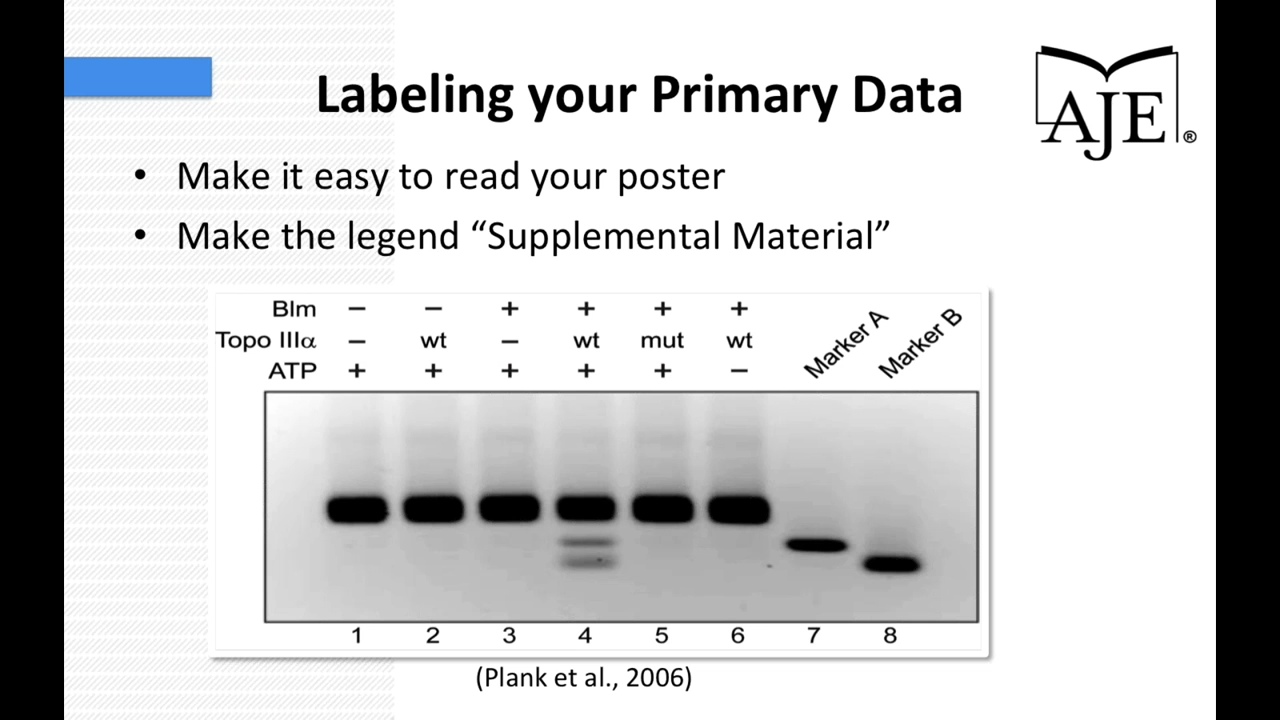 Labeling your Primary Data
AJE®
• Make it easy to read your poster
• Make the legend “Supplemental Material”
Blm − − + + + +
Topo IIIα − wt − wt mut wt
ATP + + + + + −
Marker A
Marker B
1 2 3 4 5 6 7 8
(Plank et al., 2006)